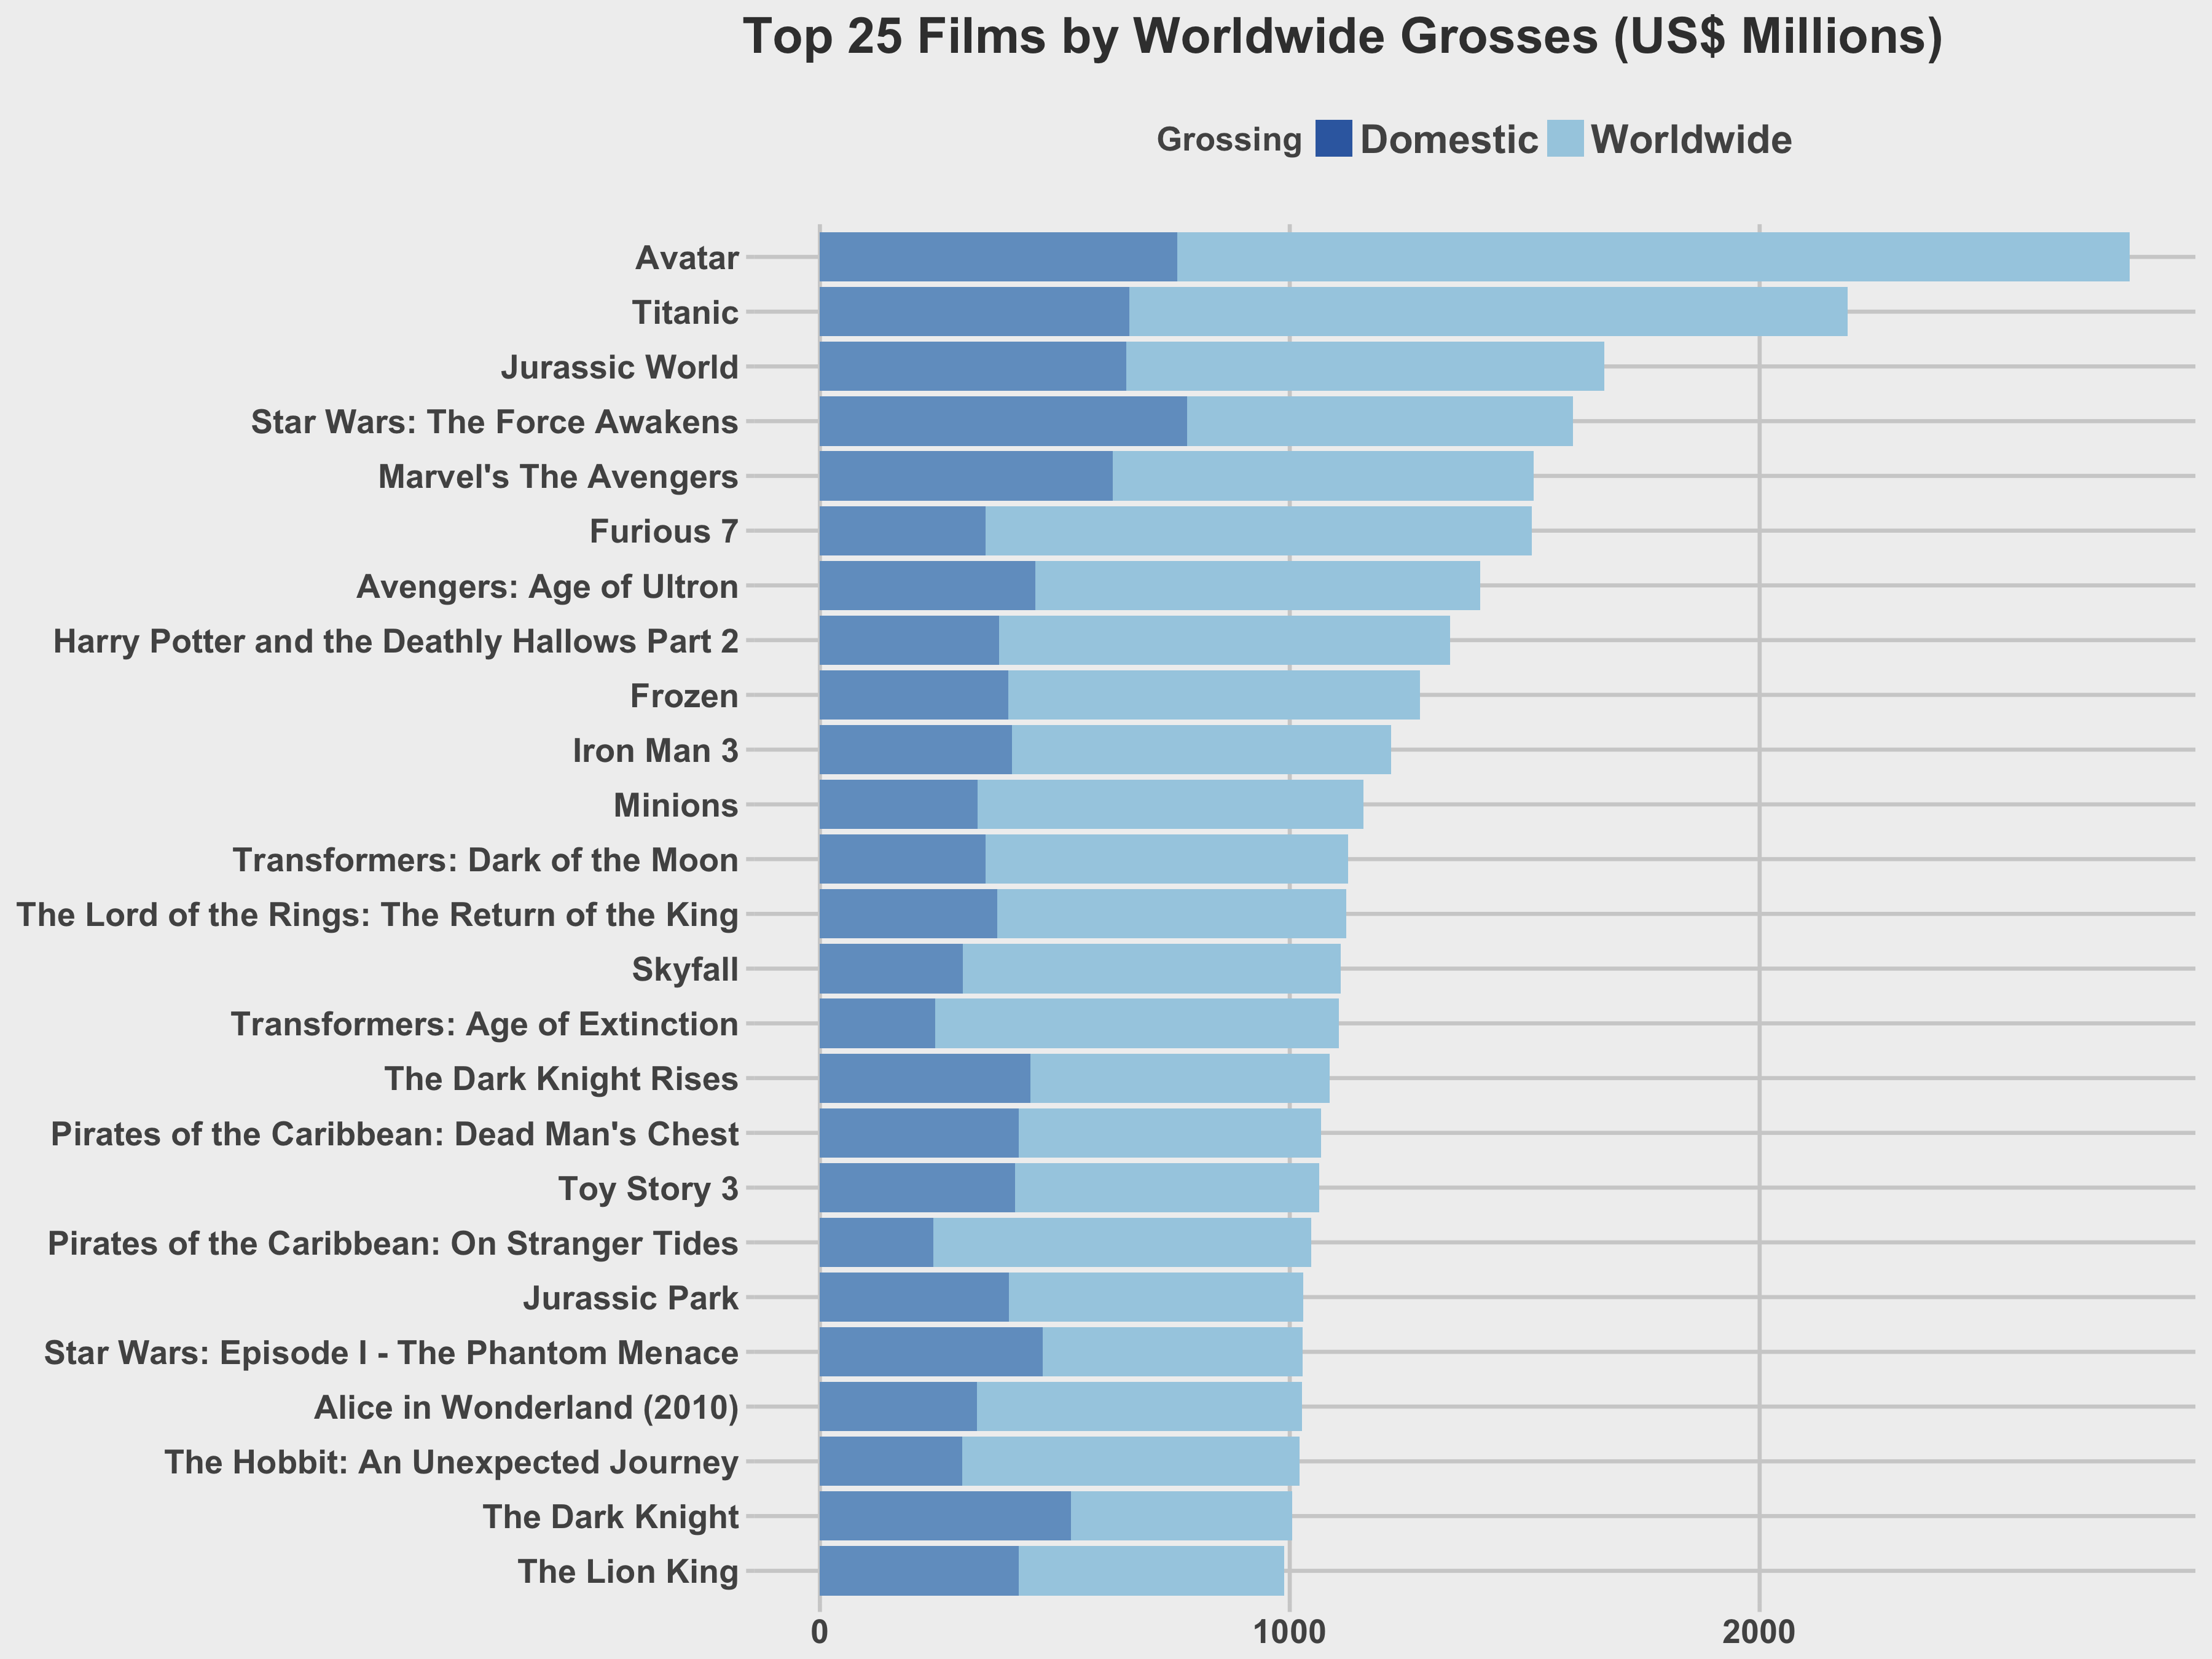 Top 25 Films by Worldwide Grosses (US$ Millions)
Grossing Domestic Worldwide
Avatar
Titanic
Jurassic World
Star Wars: The Force Awakens
Marvel's The Avengers
Furious 7
Avengers: Age of Ultron
Harry Potter and the Deathly Hallows Part 2
Frozen
Iron Man 3
Minions
Transformers: Dark of the Moon
The Lord of the Rings: The Return of the King
Skyfall
Transformers: Age of Extinction
The Dark Knight Rises
Pirates of the Caribbean: Dead Man's Chest
Toy Story 3
Pirates of the Caribbean: On Stranger Tides
Jurassic Park
Star Wars: Episode I - The Phantom Menace
Alice in Wonderland (2010)
The Hobbit: An Unexpected Journey
The Dark Knight
The Lion King
0 1000 2000